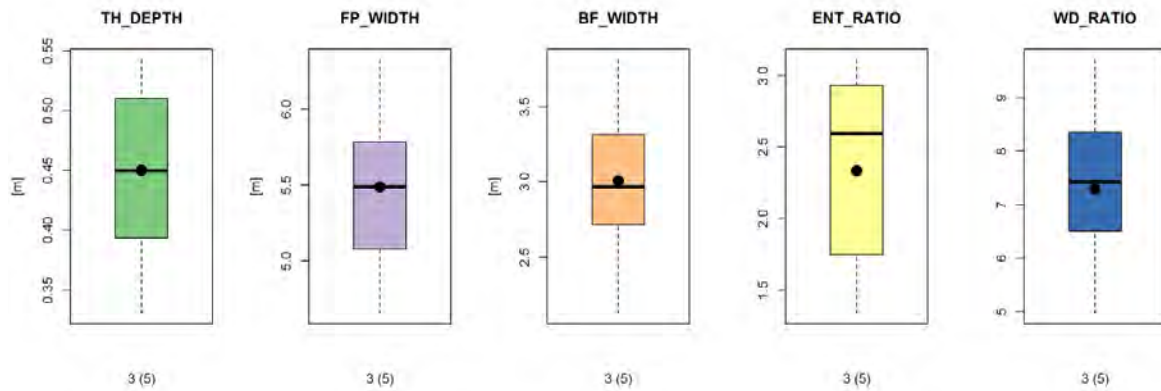 TH_DEPTH FP_WIDTH BF_WIDTH ENT_RATIO WD_RATIO
[m] 0.35 0.40 0.45 0.50 0.55
[m] 5.0 5.5 6.0
[m] 2.5 3.0 3.5
1.5 2.0 2.5 3.0
5 6 7 8 9
3 (5) 3 (5) 3 (5) 3 (5) 3 (5)